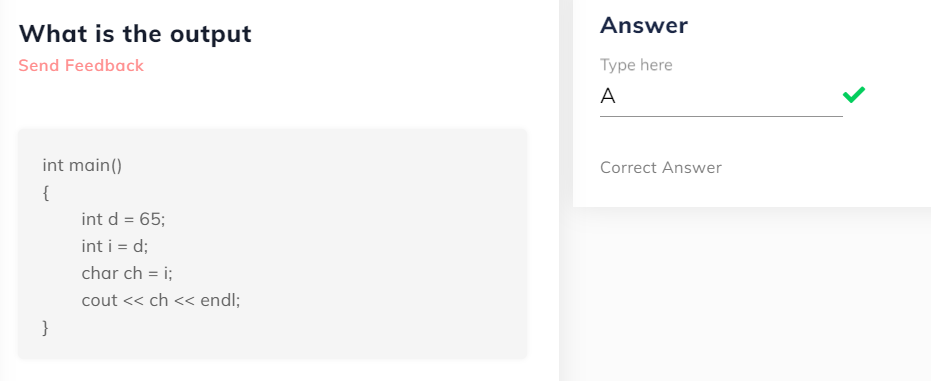 What is the output
Send Feedback
int main()
{
int d = 65;
int i = d;
char ch = i;
cout << ch << endl;
}
Answer
Type here
A
Correct Answer